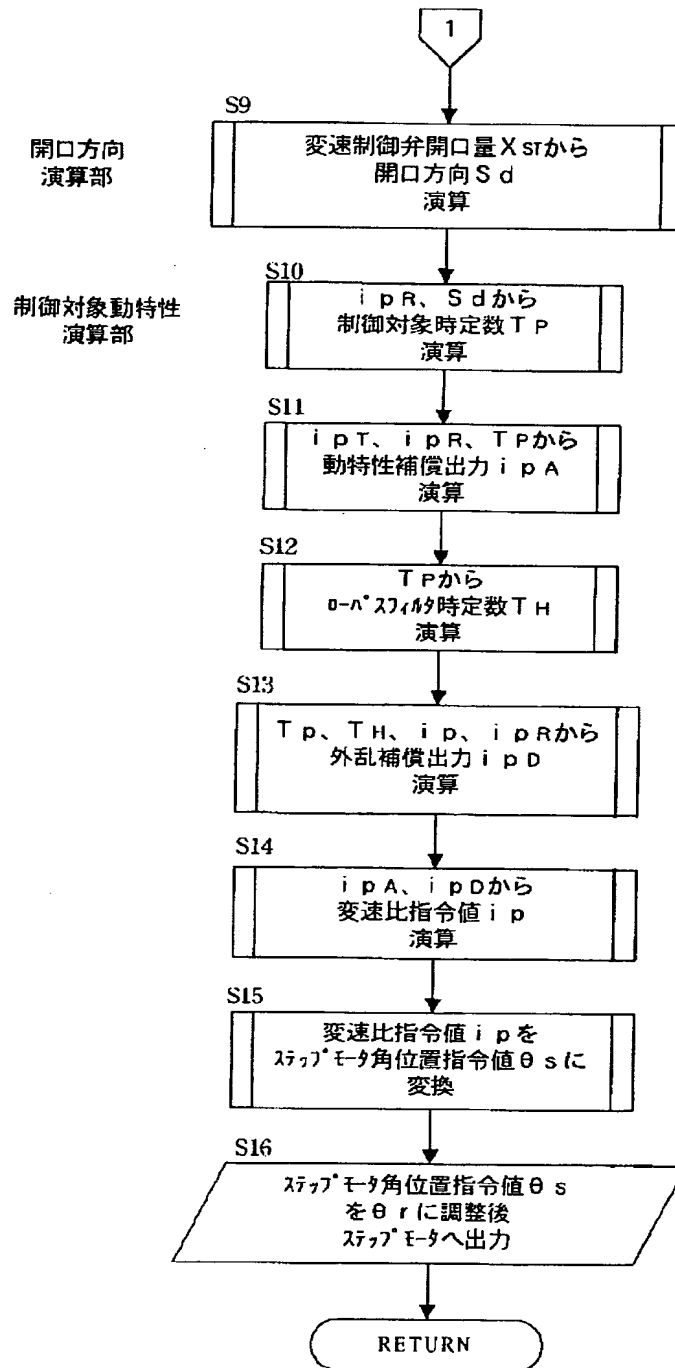 1
S9
開口方向
演算部
変速制御弁開口量XSTから
開口方向Sd
演算
S10
制御対象動特性
演算部
ipR、Sdから
制御対象時定数TP
演算
S11
ipT、ipR、TPから
動特性補償出力ipA
演算
S12
TPから
ﾛｰﾊﾟｽﾌｨﾙﾀ時定数TH
演算
S13
Tp、TH、ip、ipRから
外乱補償出力ipD
演算
S14
ipA、ipDから
変速比指令値ip
演算
S15
変速比指令値ipを
ｽﾃｯﾌﾟﾓｰﾀ角位置指令値θsに
変換
S16
ｽﾃｯﾌﾟﾓｰﾀ角位置指令値θs
をθrに調整後
ｽﾃｯﾌﾟﾓｰﾀへ出力
RETURN